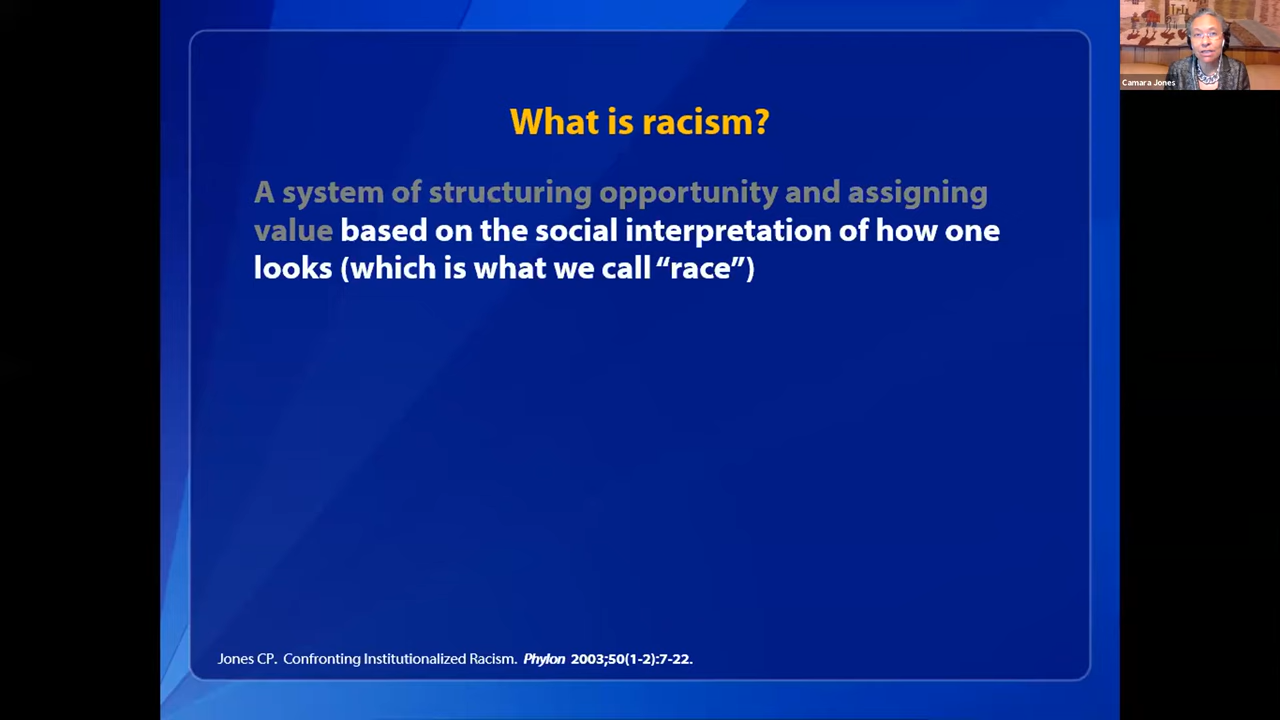 Camara Jones
What is racism?
A system of structuring opportunity and assigning
value based on the social interpretation of how one
looks (which is what we call “race”)
Jones CP. Confronting Institutionalized Racism. Phylon 2003;50(1-2):7-22.